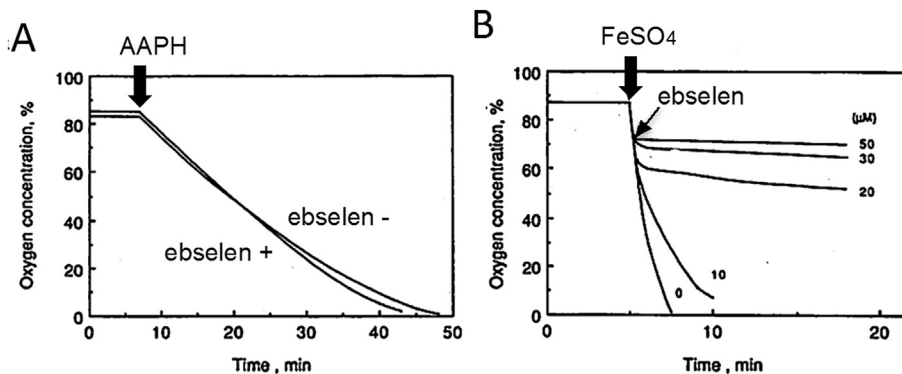 A
AAPH
100
80
60
40
20
0
Oxygen concentration, %
ebselen -
ebselen +
0 10 20 30 40 50
Time , min
B
FeSO4
ebselen
100
80
60
40
20
0
Oxygen concentration, %
(μM)
50
30
20
10
0
0 10 20
Time , min